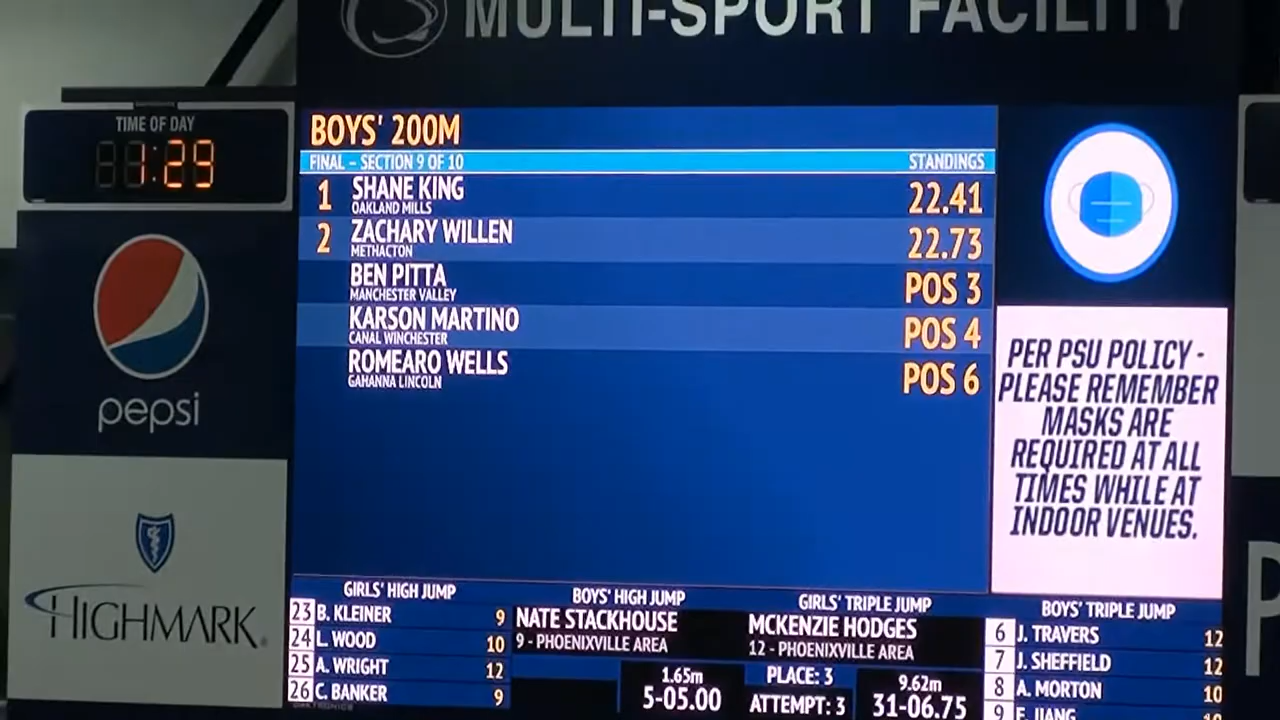 MULTI-SPORT FACILITY
TIME OF DAY
1:29
pepsi
HIGHMARK
BOYS' 200M
FINAL - SECTION 9 OF 10 STANDINGS
1 SHANE KING 22.41
OAKLAND MILLS
2 ZACHARY WILLEN 22.73
METHACTON
BEN PITTA POS 3
MANCHESTER VALLEY
KARSON MARTINO POS 4
CANAL WINCHESTER
ROMEARO WELLS POS 6
GAHANNA LINCOLN
PER PSU POLICY -
PLEASE REMEMBER
MASKS ARE
REQUIRED AT ALL
TIMES WHILE AT
INDOOR VENUES.
GIRLS' HIGH JUMP
23 B. KLEINER 9
24 L. WOOD 10
25 A. WRIGHT 12
26 C. BANKER 9
BOYS' HIGH JUMP
NATE STACKHOUSE
9 - PHOENIXVILLE AREA
1.65m
5-05.00
GIRLS' TRIPLE JUMP
MCKENZIE HODGES
12 - PHOENIXVILLE AREA
PLACE: 3
ATTEMPT: 3
9.62m
31-06.75
BOYS' TRIPLE JUMP
6 J. TRAVERS 12
7 J. SHEFFIELD 12
8 A. MORTON 10
9